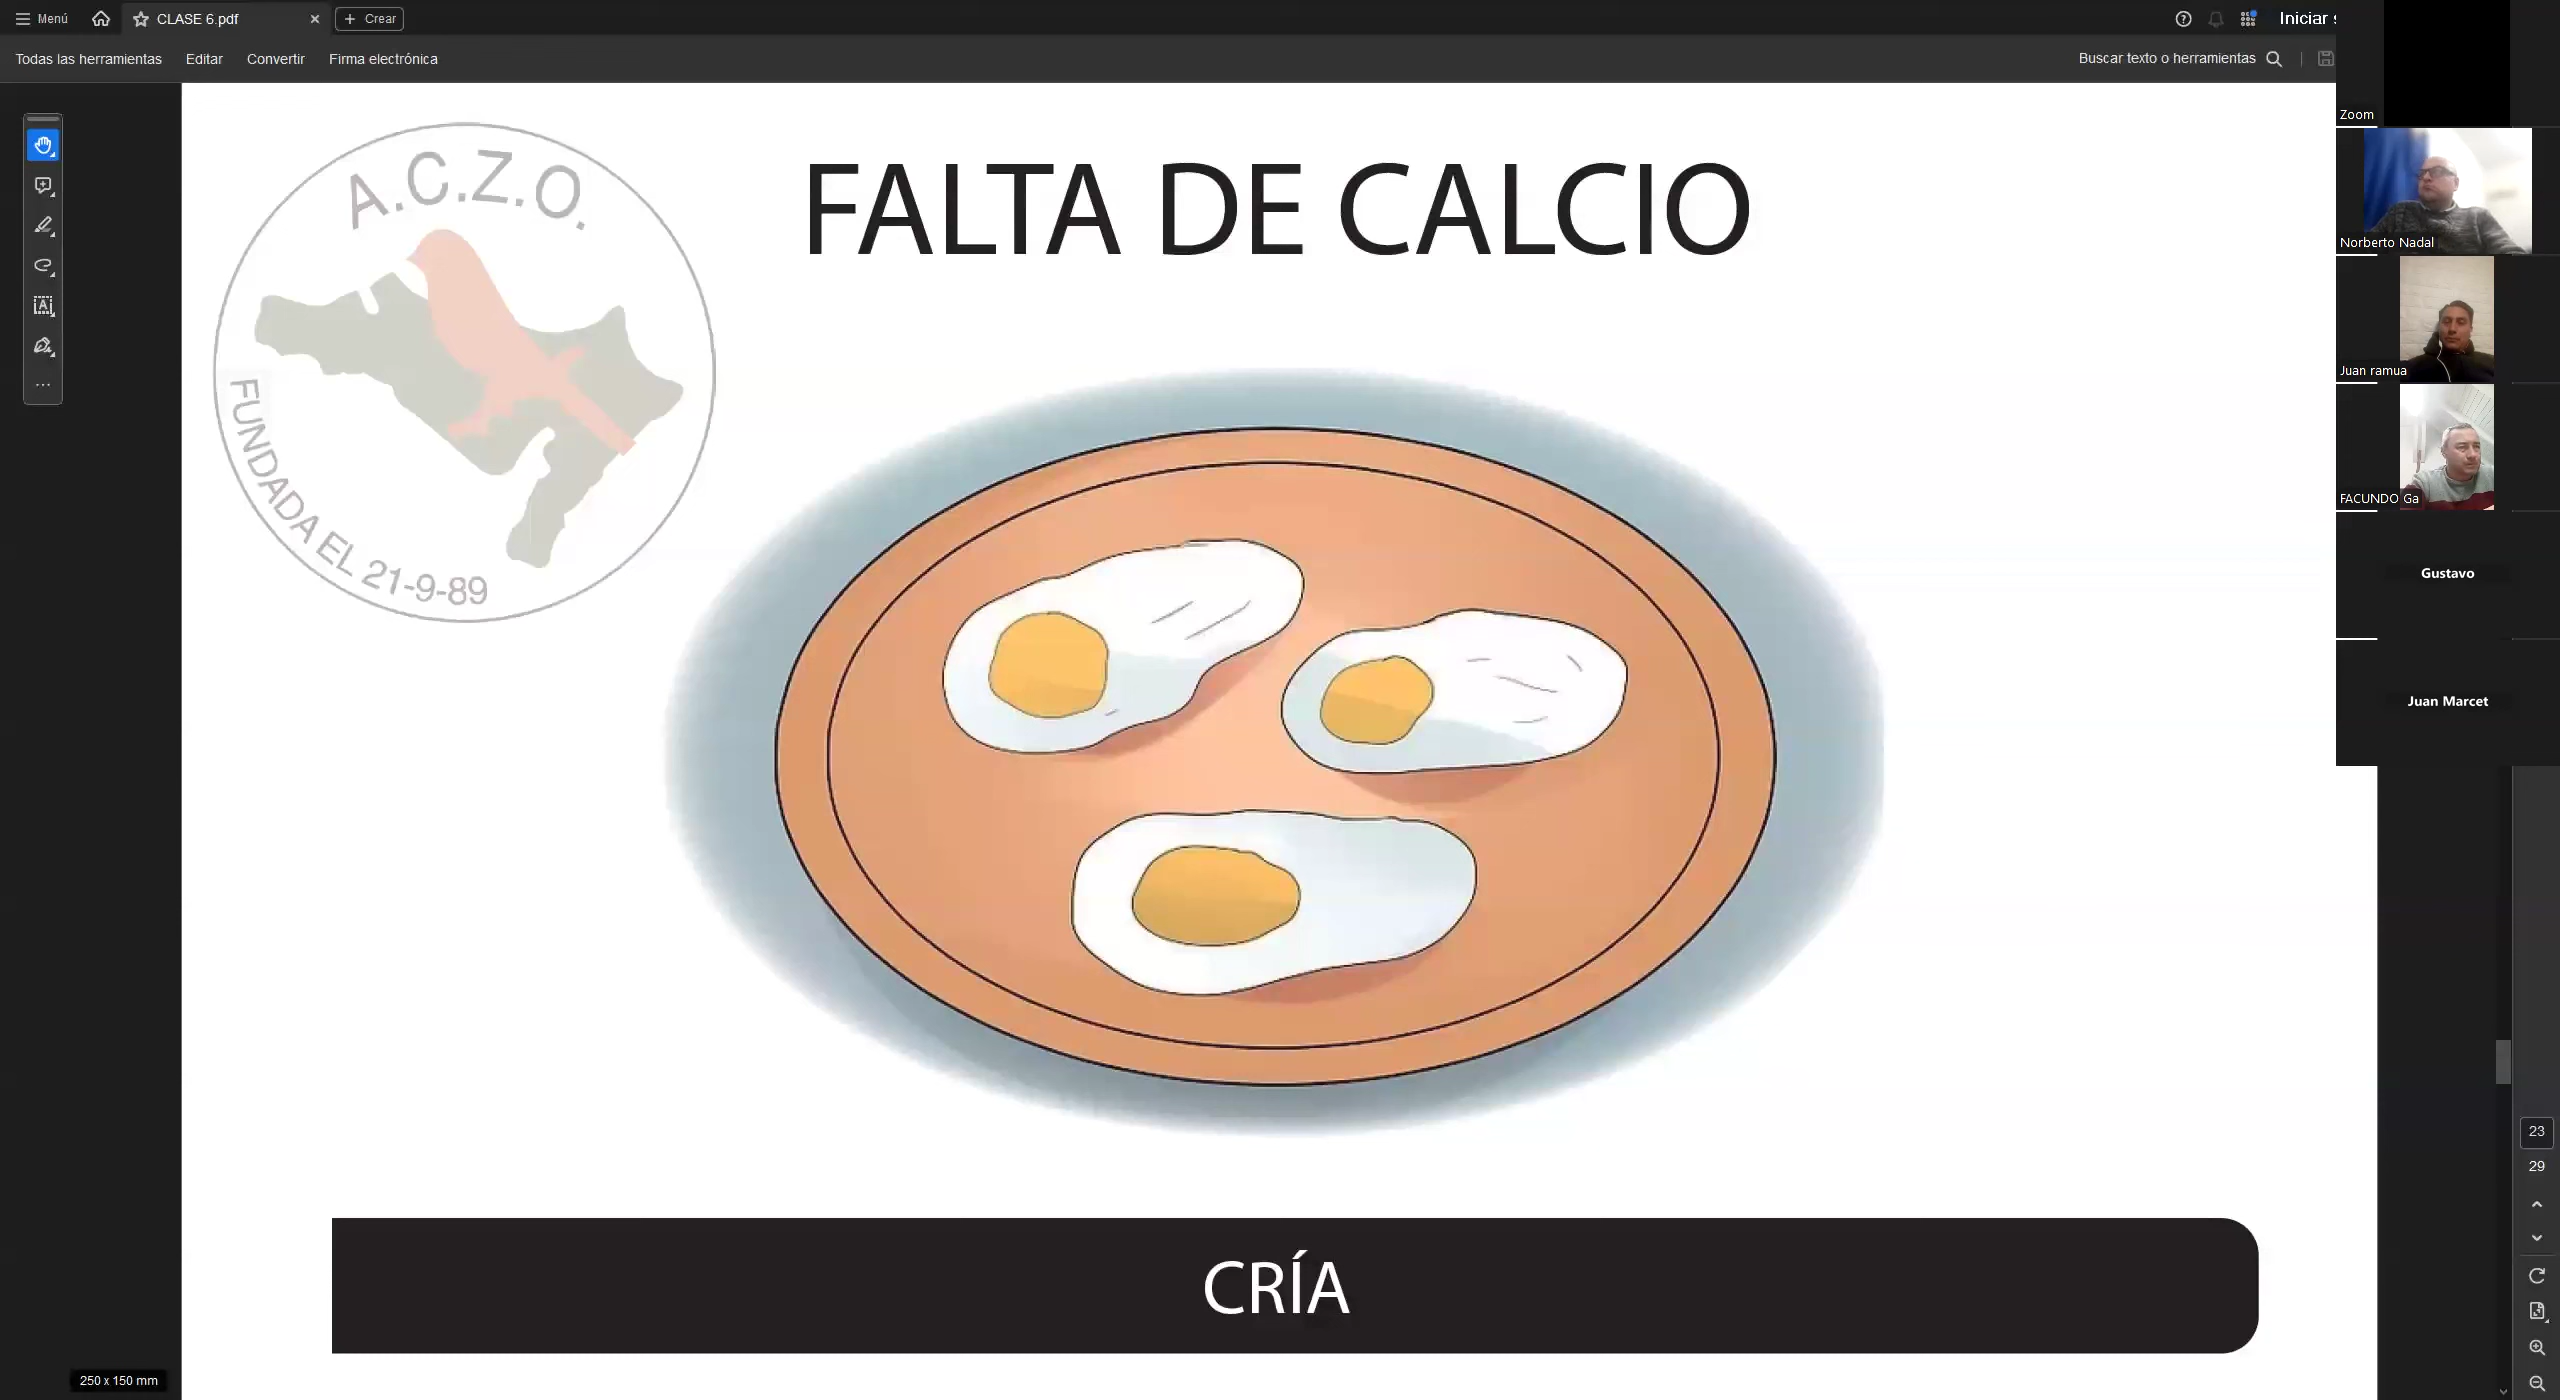 Menú
CLASE 6.pdf
Crear
Iniciar s
Todas las herramientas
Editar
Convertir
Firma electrónica
Buscar texto o herramientas
Zoom
Norberto Nadal
Juan ramua
FACUNDO Ga
Gustavo
Juan Marcet
A.C.Z.O.
FUNDADA EL 21-9-89
FALTA DE CALCIO
CRÍA
23
29
250 x 150 mm